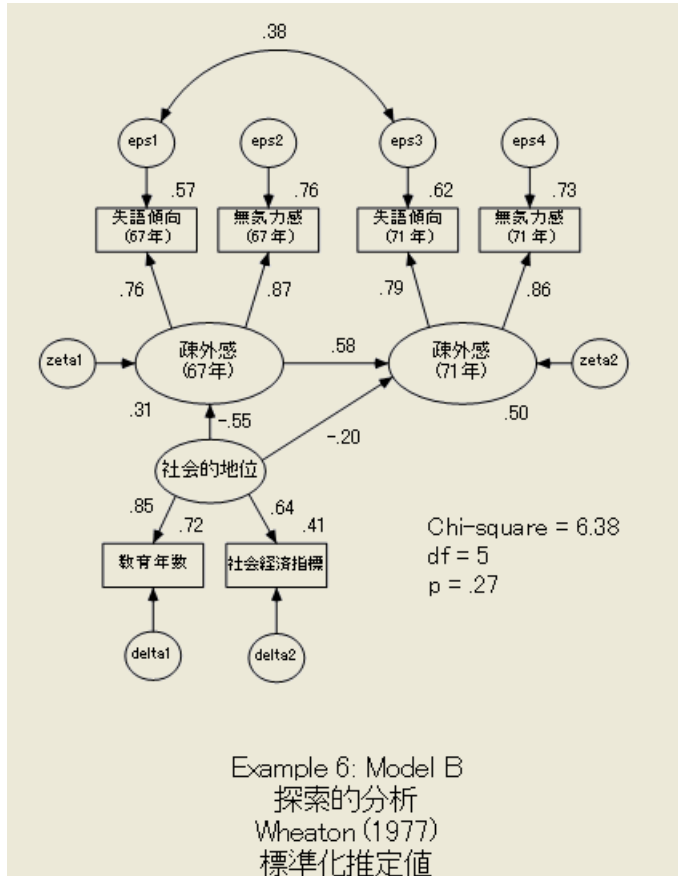 .38
eps1
eps2
eps3
eps4
.57
.76
.62
.73
失語傾向
(67年)
無気力感
(67年)
失語傾向
(71年)
無気力感
(71年)
.76
.87
.79
.86
zeta1
疎外感
(67年)
.58
疎外感
(71年)
zeta2
.31
-.55
-.20
.50
社会的地位
.85
.72
.64
.41
教育年数
社会経済指標
Chi-square = 6.38
df = 5
p = .27
delta1
delta2
Example 6: Model B
探索的分析
Wheaton (1977)
標準化推定値